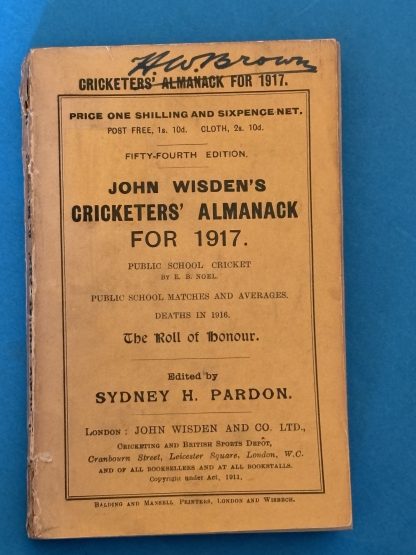 H.W. Brown
CRICKETERS' ALMANACK FOR 1917.
PRICE ONE SHILLING AND SIXPENCE NET.
POST FREE, 1s. 10d. CLOTH, 2s. 10d.
FIFTY-FOURTH EDITION.
JOHN WISDEN'S
CRICKETERS' ALMANACK
FOR 1917.
PUBLIC SCHOOL CRICKET
BY E. B. NOEL.
PUBLIC SCHOOL MATCHES AND AVERAGES.
DEATHS IN 1916.
The Roll of Honour.
Edited by
SYDNEY H. PARDON.
LONDON: JOHN WISDEN AND CO. LTD.,
CRICKETING AND BRITISH SPORTS DEPÔT,
Cranbourn Street, Leicester Square, London, W.C.
AND OF ALL BOOKSELLERS AND AT ALL BOOKSTALLS.
Copyright under Act, 1911,
BALDING AND MANSELL PRINTERS, LONDON AND WISBECH.